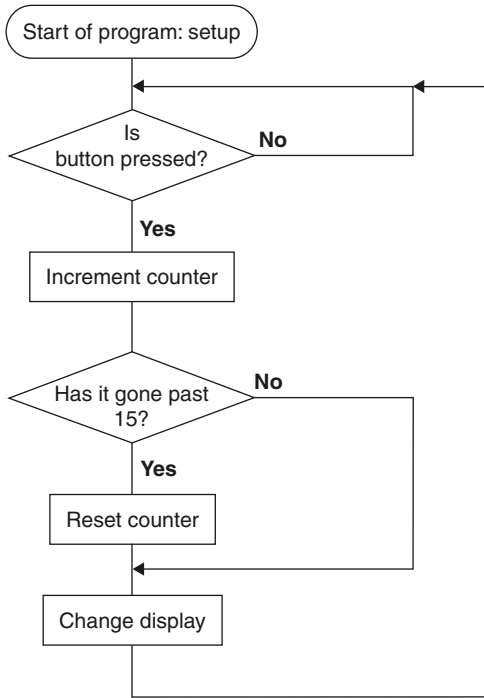 Start of program: setup
Is
button pressed?
No
Yes
Increment counter
Has it gone past
15?
No
Yes
Reset counter
Change display